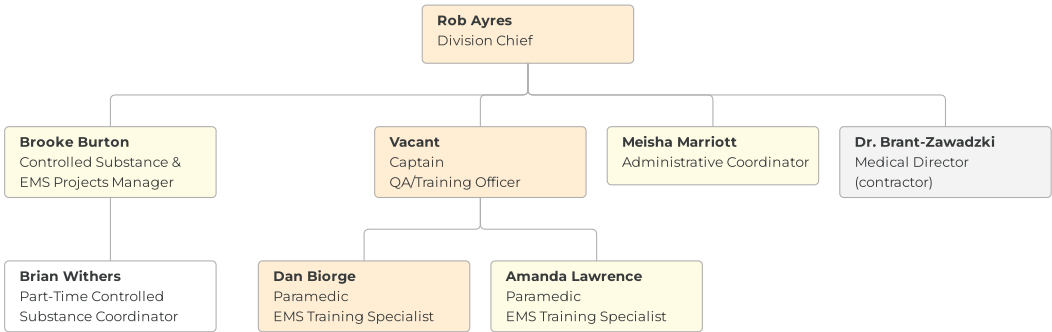 Rob Ayres
Division Chief
Brooke Burton
Controlled Substance &
EMS Projects Manager
Vacant
Captain
QA/Training Officer
Meisha Marriott
Administrative Coordinator
Dr. Brant-Zawadzki
Medical Director
(contractor)
Brian Withers
Part-Time Controlled
Substance Coordinator
Dan Biorge
Paramedic
EMS Training Specialist
Amanda Lawrence
Paramedic
EMS Training Specialist